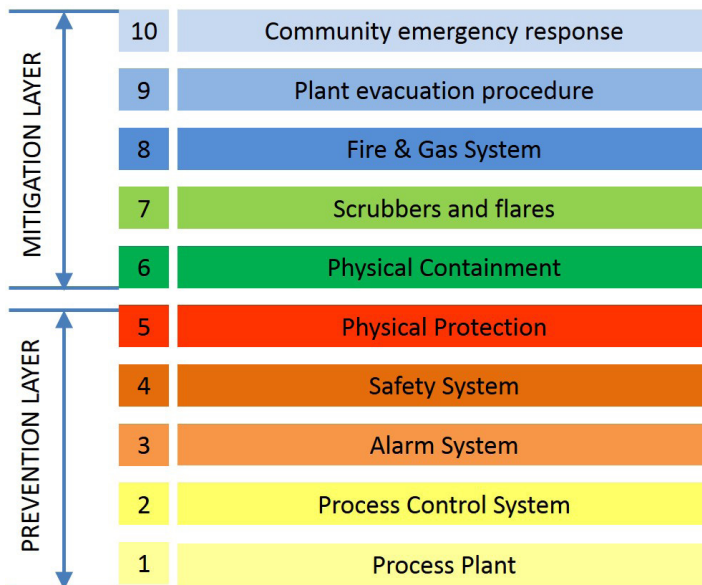 MITIGATION LAYER
10 Community emergency response
9 Plant evacuation procedure
8 Fire & Gas System
7 Scrubbers and flares
6 Physical Containment
PREVENTION LAYER
5 Physical Protection
4 Safety System
3 Alarm System
2 Process Control System
1 Process Plant